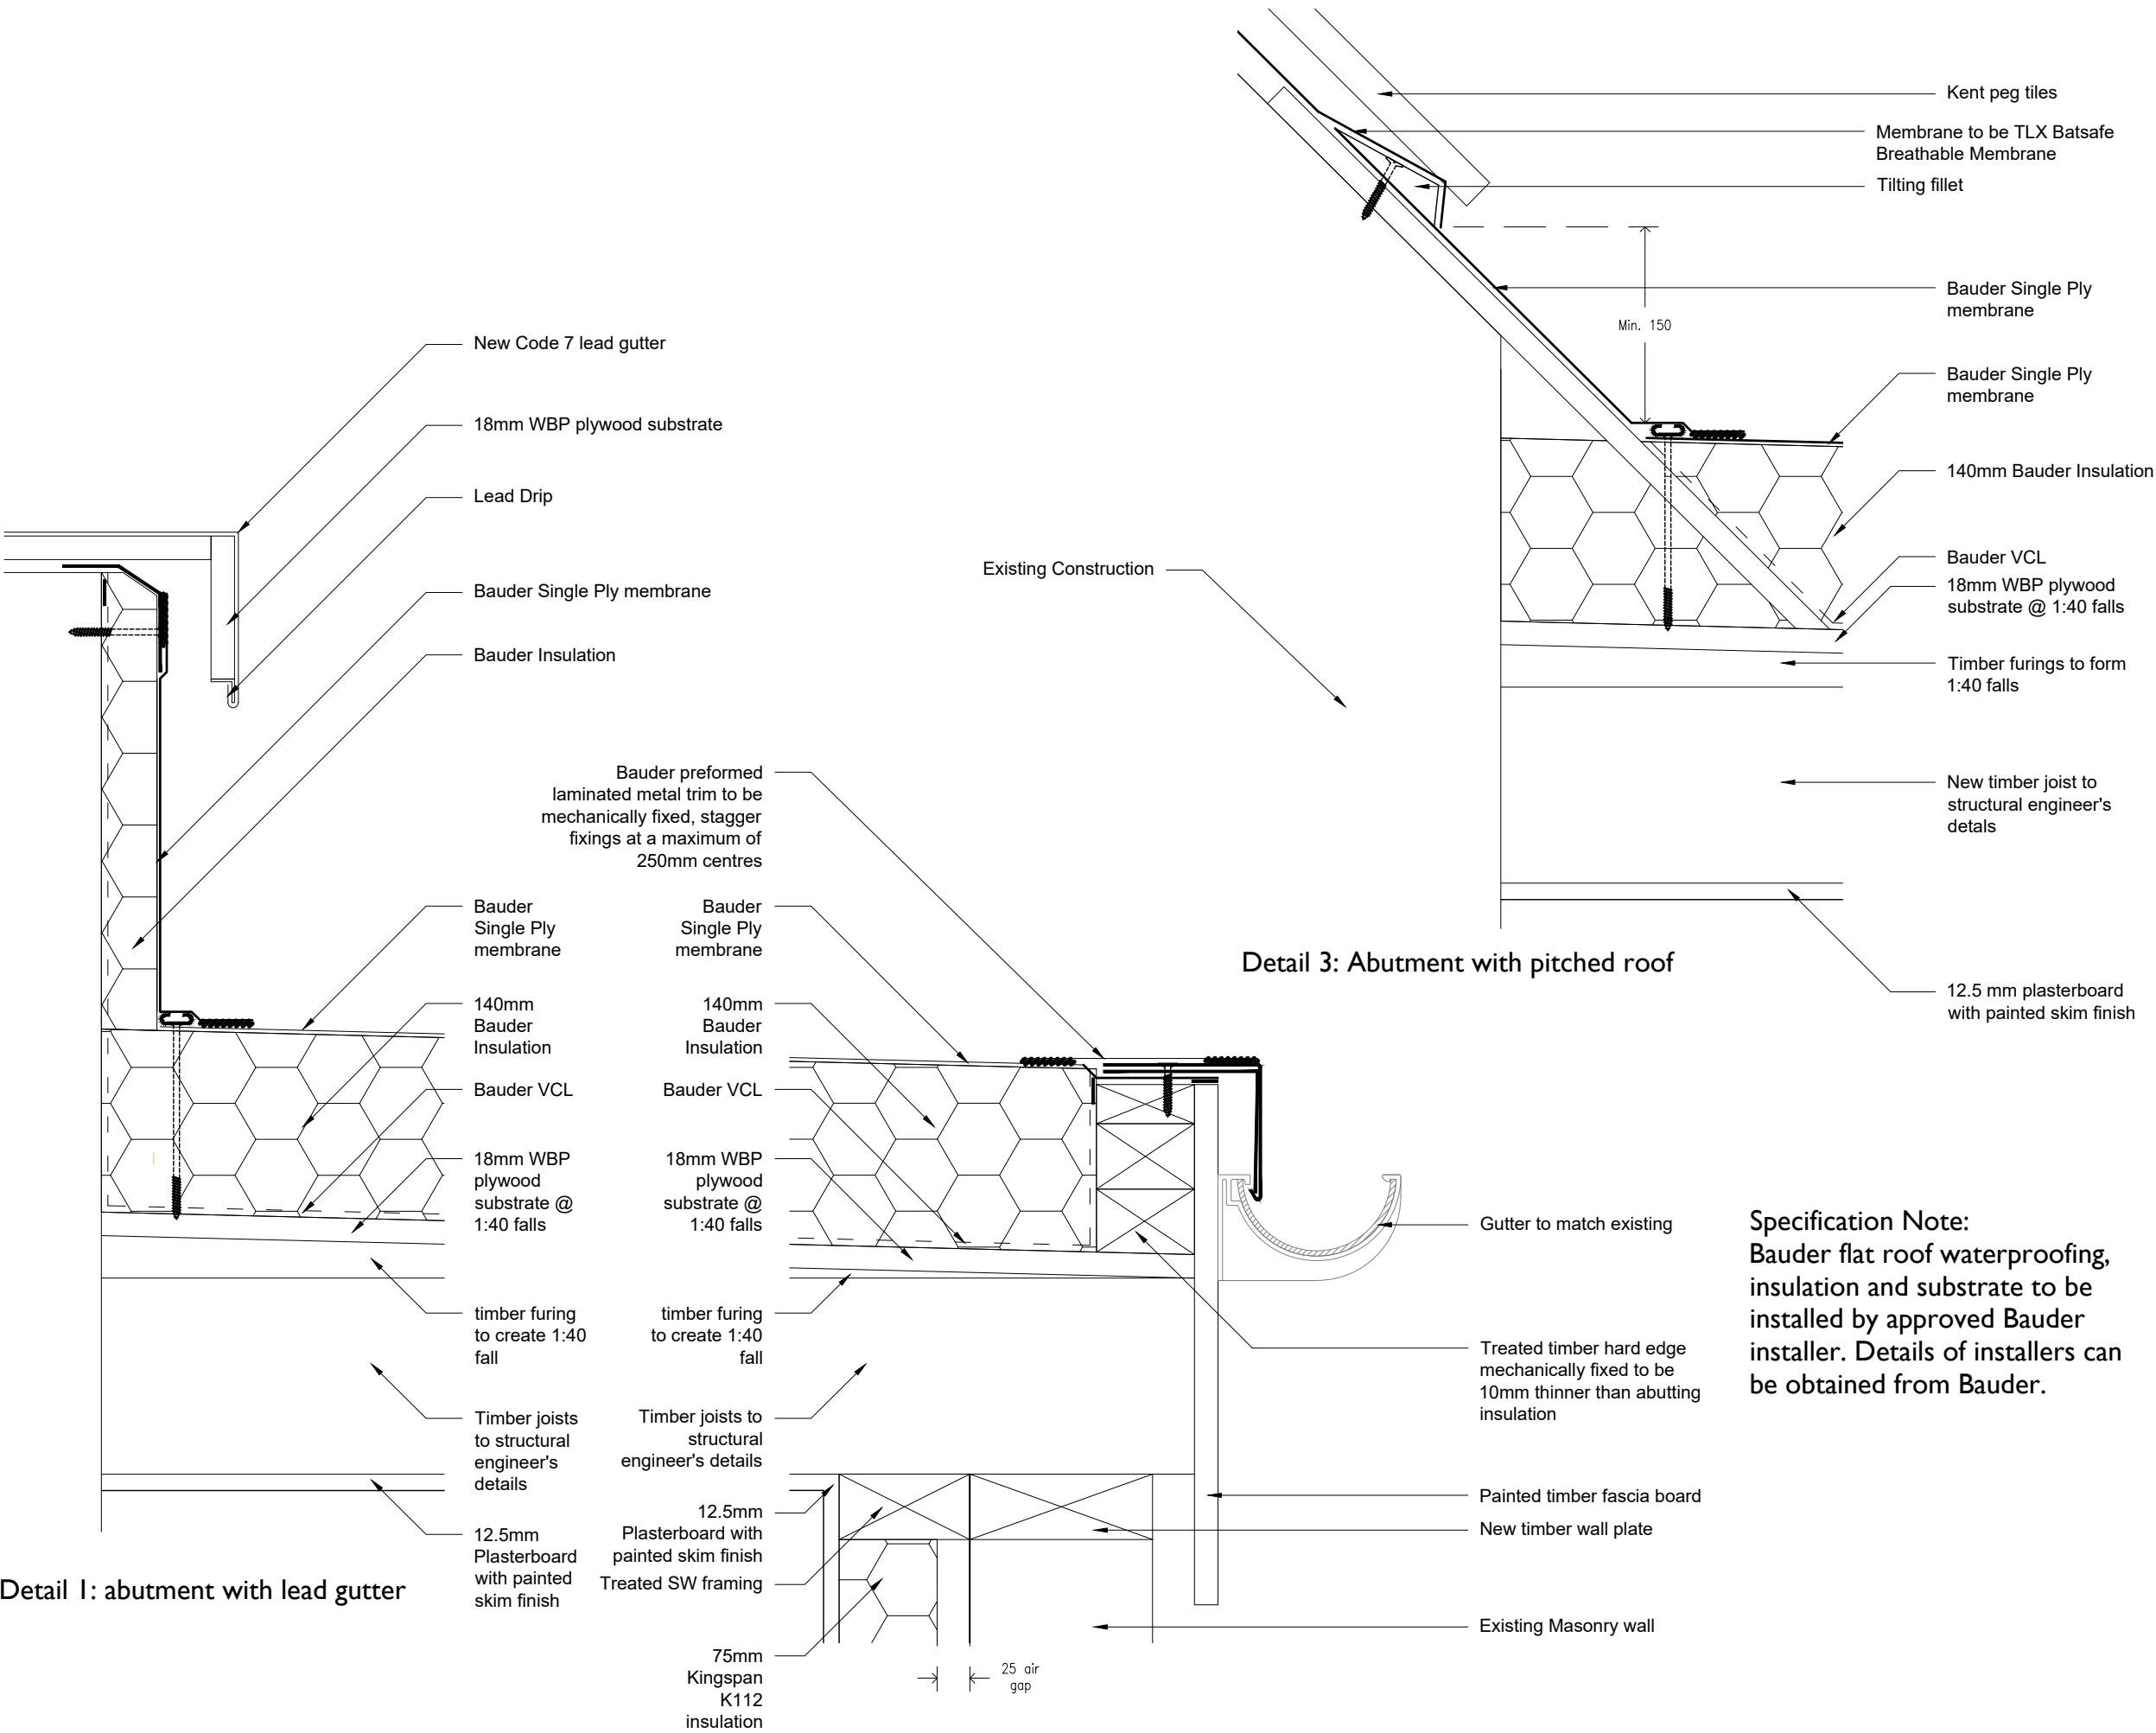 New Code 7 lead gutter
18mm WBP plywood substrate
Lead Drip
Bauder Single Ply membrane
Bauder Insulation
Bauder
Single Ply
membrane
140mm
Bauder
Insulation
Bauder VCL
18mm WBP
plywood
substrate @
1:40 falls
timber furing
to create 1:40
fall
Timber joists
to structural
engineer's
details
12.5mm
Plasterboard
with painted
skim finish
Detail 1: abutment with lead gutter
Bauder preformed
laminated metal trim to be
mechanically fixed, stagger
fixings at a maximum of
250mm centres
Bauder
Single Ply
membrane
140mm
Bauder
Insulation
Bauder VCL
18mm WBP
plywood
substrate @
1:40 falls
timber furing
to create 1:40
fall
Timber joists to
structural
engineer's details
12.5mm
Plasterboard with
painted skim finish
Treated SW framing
75mm
Kingspan
K112
insulation
25 air
gap
Gutter to match existing
Treated timber hard edge
mechanically fixed to be
10mm thinner than abutting
insulation
Painted timber fascia board
New timber wall plate
Existing Masonry wall
Existing Construction
Kent peg tiles
Membrane to be TLX Batsafe
Breathable Membrane
Tilting fillet
Bauder Single Ply
membrane
Min. 150
Bauder Single Ply
membrane
140mm Bauder Insulation
Bauder VCL
18mm WBP plywood
substrate @ 1:40 falls
Timber furings to form
1:40 falls
New timber joist to
structural engineer's
detals
12.5 mm plasterboard
with painted skim finish
Detail 3: Abutment with pitched roof
Specification Note:
Bauder flat roof waterproofing,
insulation and substrate to be
installed by approved Bauder
installer. Details of installers can
be obtained from Bauder.